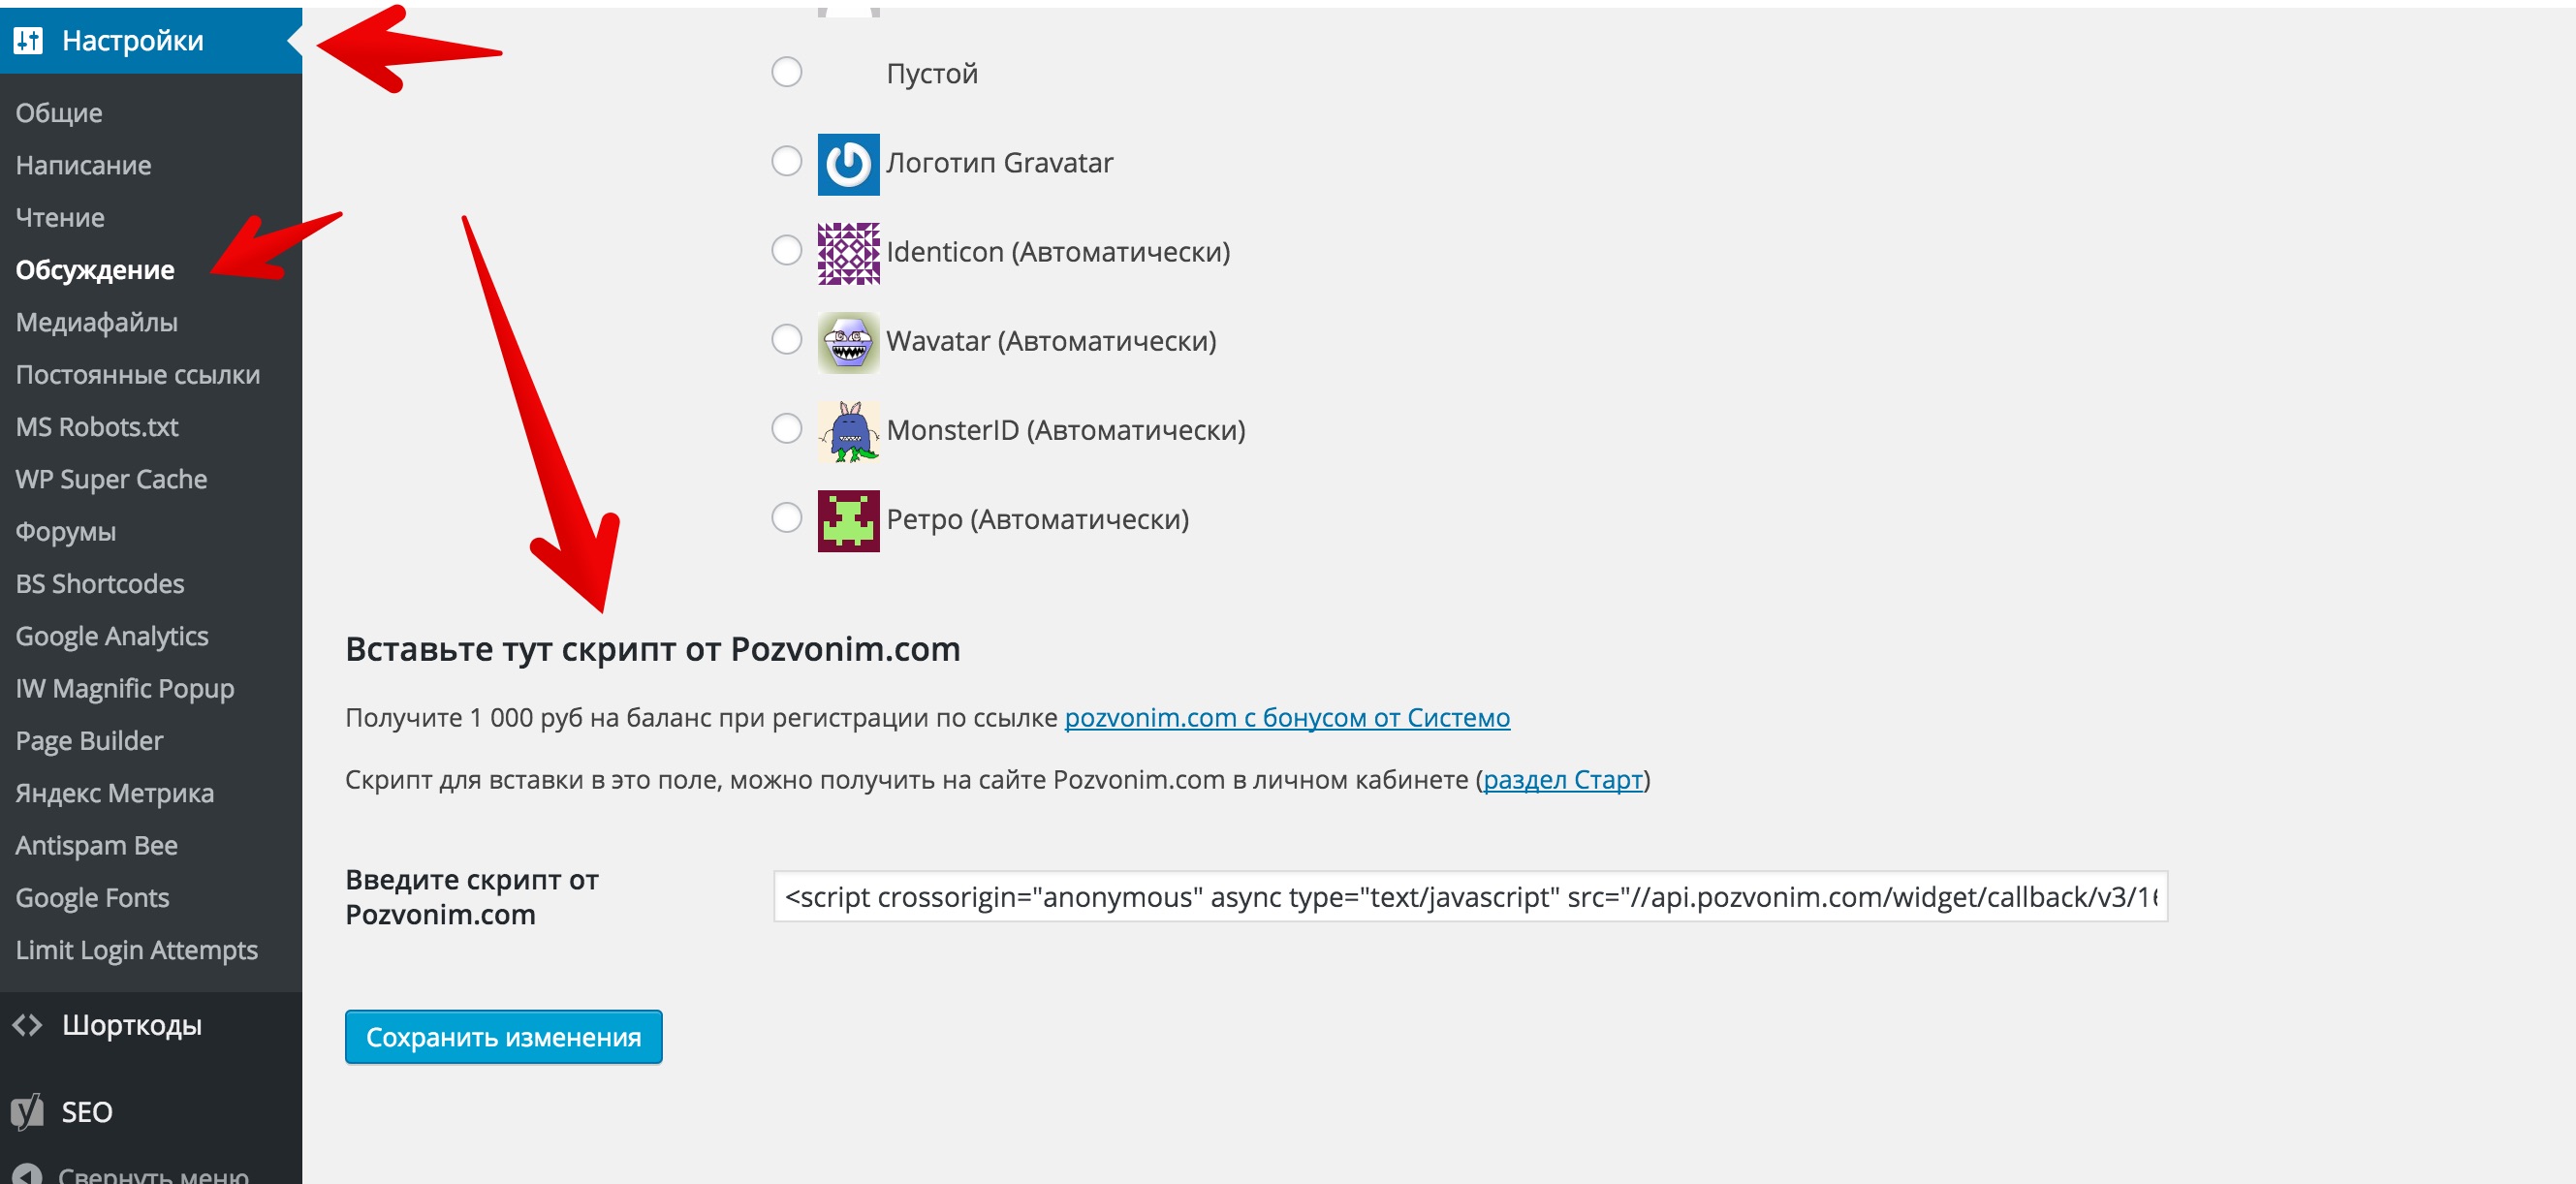 Настройки
Общие
Написание
Чтение
Обсуждение
Медиафайлы
Постоянные ссылки
MS Robots.txt
WP Super Cache
Форумы
BS Shortcodes
Google Analytics
IW Magnific Popup
Page Builder
Яндекс Метрика
Antispam Bee
Google Fonts
Limit Login Attempts
Шорткоды
SEO
Свернуть меню
Пустой
Логотип Gravatar
Identicon (Автоматически)
Wavatar (Автоматически)
MonsterID (Автоматически)
Ретро (Автоматически)
Вставьте тут скрипт от Pozvonim.com
Получите 1 000 руб на баланс при регистрации по ссылке pozvonim.com с бонусом от Системо
Скрипт для вставки в это поле, можно получить на сайте Pozvonim.com в личном кабинете (раздел Старт)
Введите скрипт от
Pozvonim.com
<script crossorigin="anonymous" async type="text/javascript" src="//api.pozvonim.com/widget/callback/v3/16
Сохранить изменения